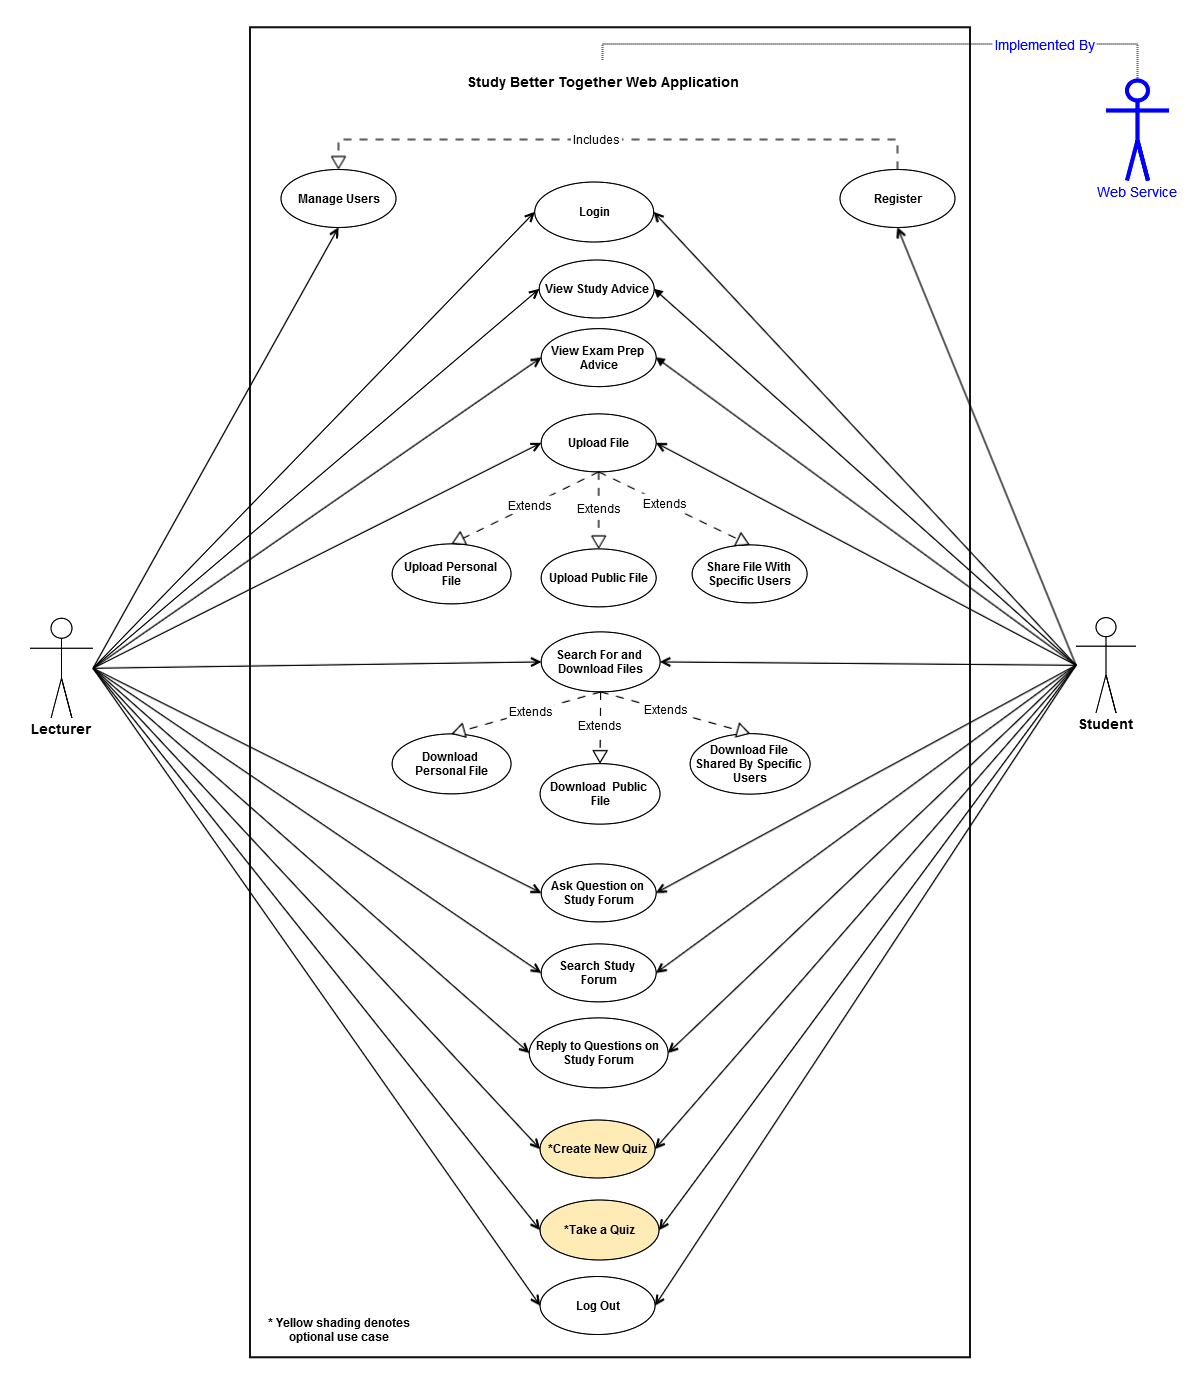 Implemented By
Study Better Together Web Application
Includes
Web Service
Manage Users
Register
Login
View Study Advice
View Exam Prep
Advice
Upload File
Extends
Extends
Extends
Upload Personal
File
Upload Public File
Share File With
Specific Users
Search For and
Download Files
Lecturer
Student
Extends
Extends
Extends
Download
Personal File
Download Public
File
Download File
Shared By Specific
Users
Ask Question on
Study Forum
Search Study
Forum
Reply to Questions on
Study Forum
*Create New Quiz
*Take a Quiz
Log Out
* Yellow shading denotes
optional use case